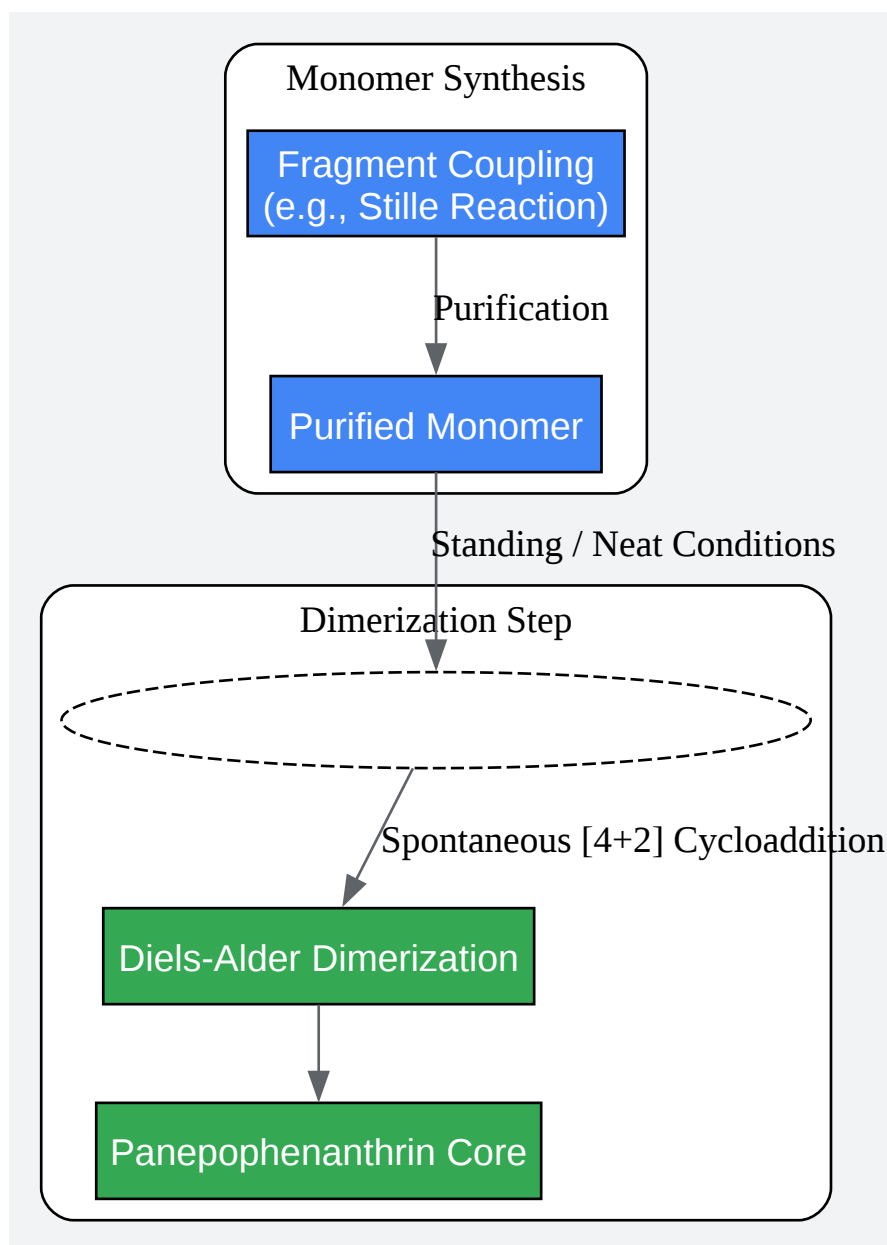 Monomer Synthesis
Fragment Coupling
(e.g., Stille Reaction)
Purification
Purified Monomer
Standing / Neat Conditions
Dimerization Step
Spontaneous [4+2] Cycloaddition
Diels-Alder Dimerization
Panepophenanthrin Core